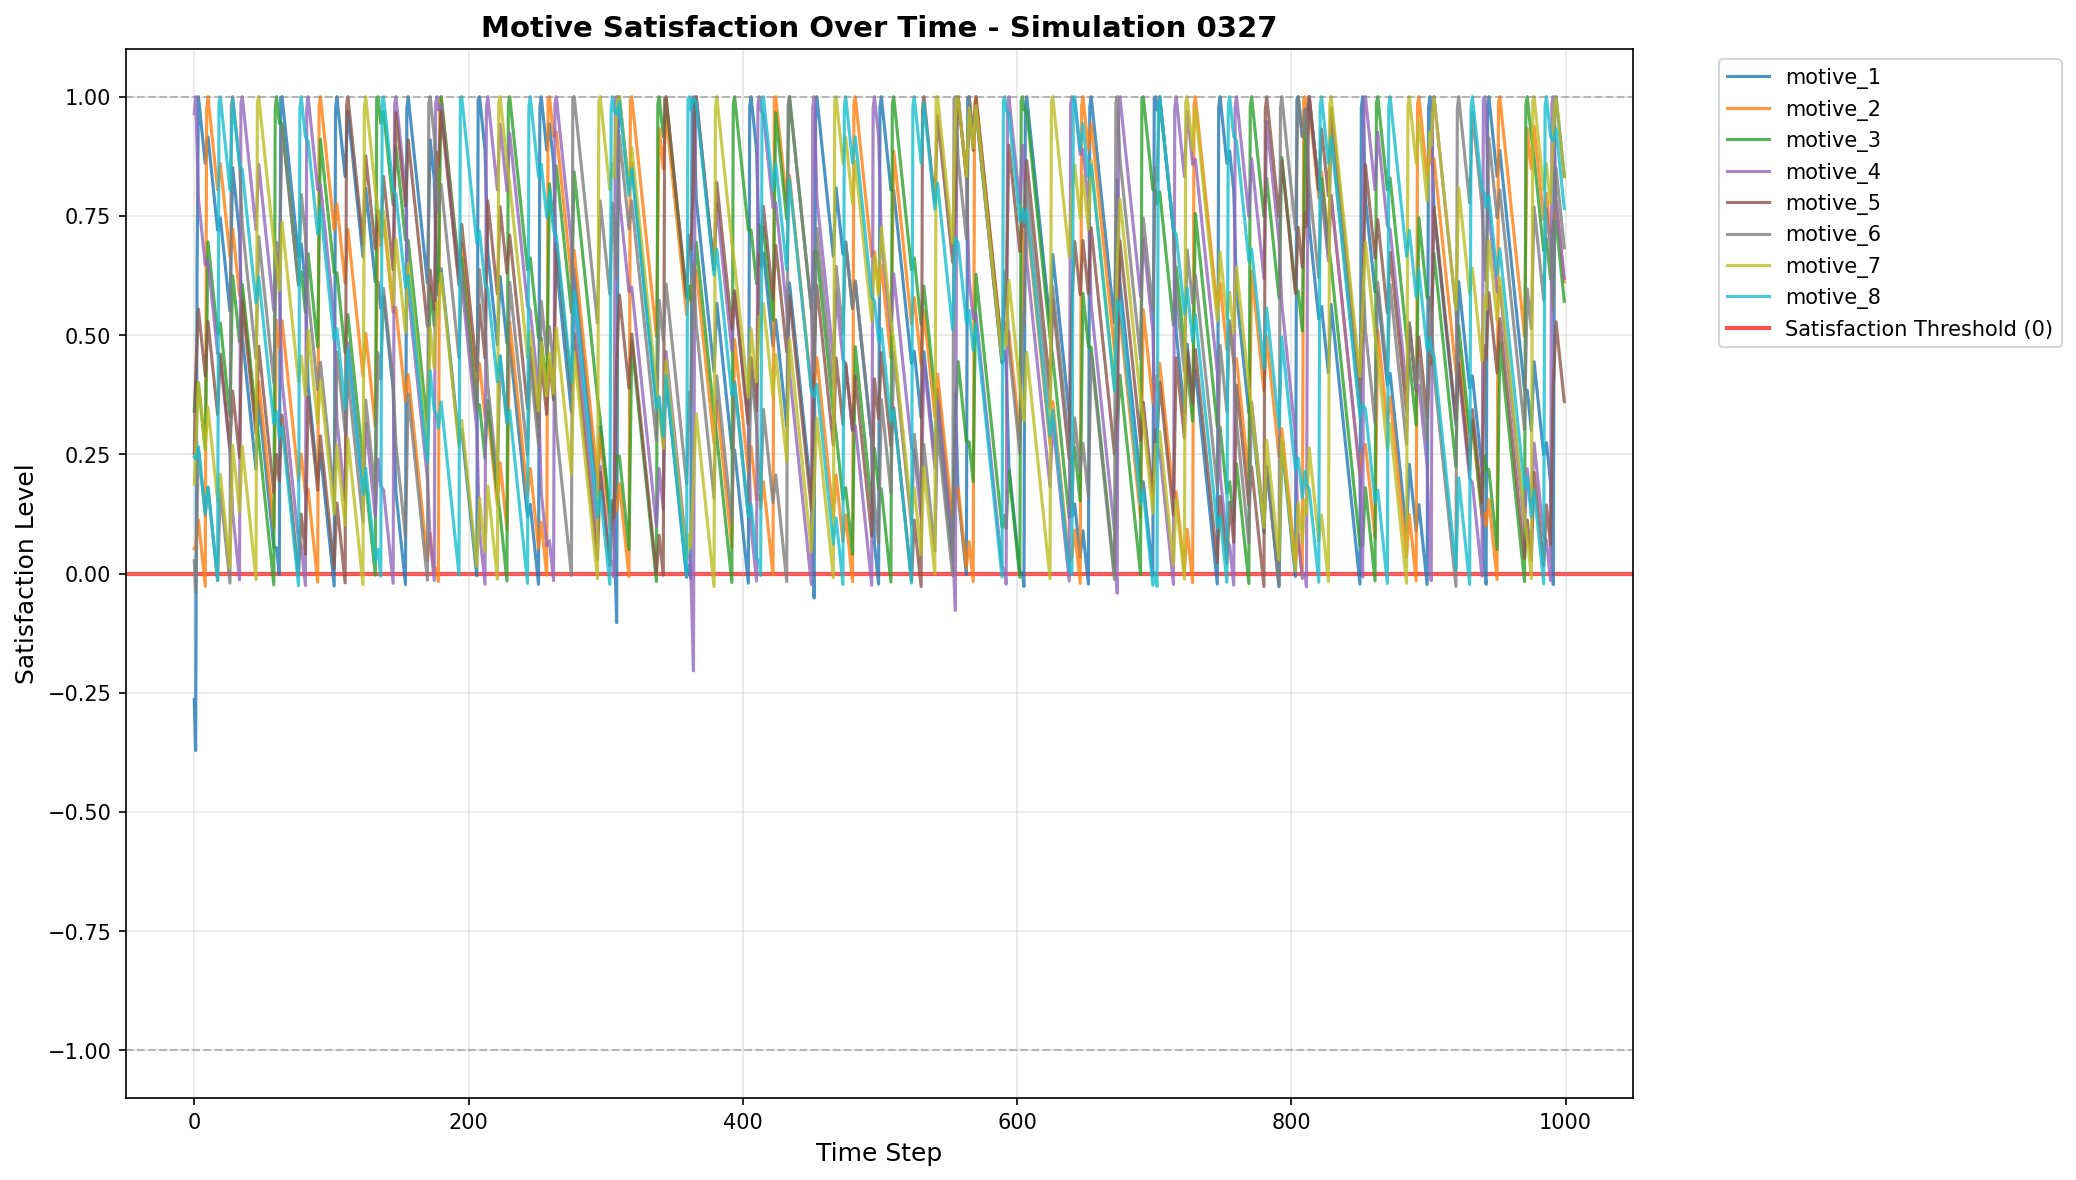 Motive Satisfaction Over Time - Simulation 0327
Satisfaction Level
1.00
0.75
0.50
0.25
0.00
−0.25
−0.50
−0.75
−1.00
0
200
400
600
800
1000
Time Step
motive_1
motive_2
motive_3
motive_4
motive_5
motive_6
motive_7
motive_8
Satisfaction Threshold (0)